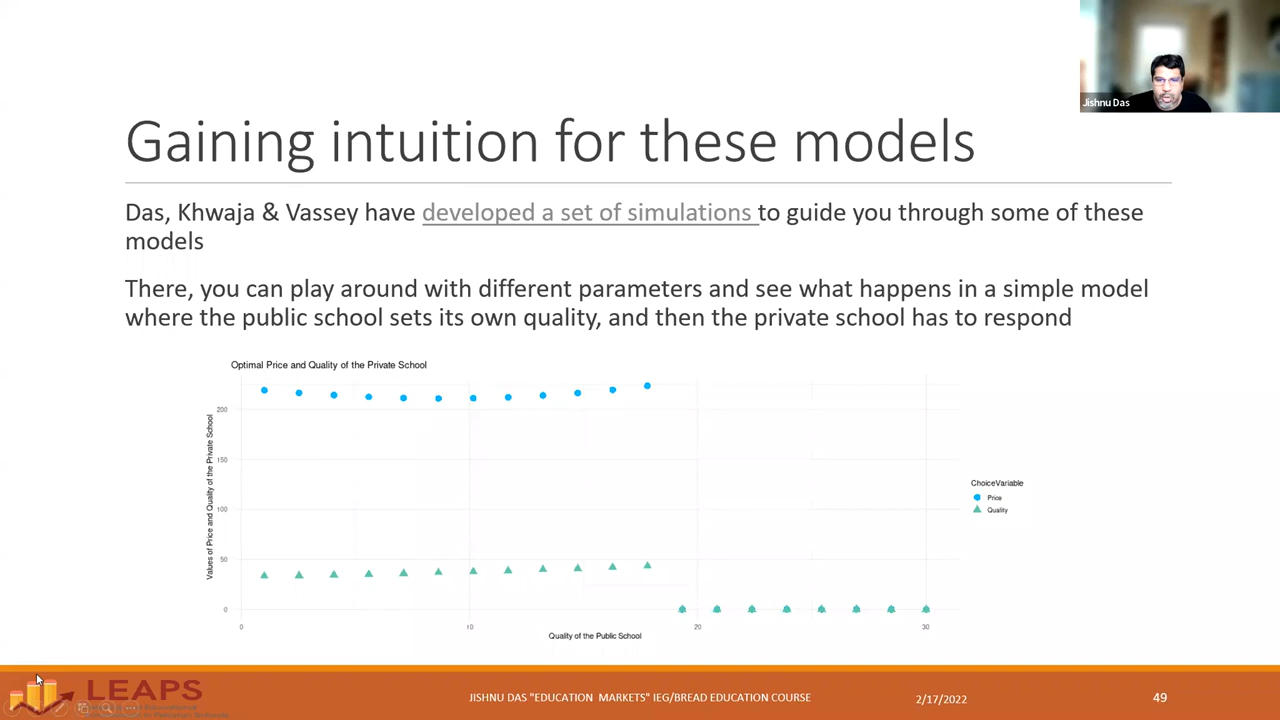 Jishnu Das
Gaining intuition for these models
Das, Khwaja & Vassey have developed a set of simulations to guide you through some of these
models
There, you can play around with different parameters and see what happens in a simple model
where the public school sets its own quality, and then the private school has to respond
Optimal Price and Quality of the Private School
Values of Price and Quality of the Private School
200
150
100
50
0
0
10
20
30
Quality of the Public School
ChoiceVariable
Price
Quality
LEAPS
JISHNU DAS "EDUCATION MARKETS" IEG/BREAD EDUCATION COURSE
2/17/2022
49